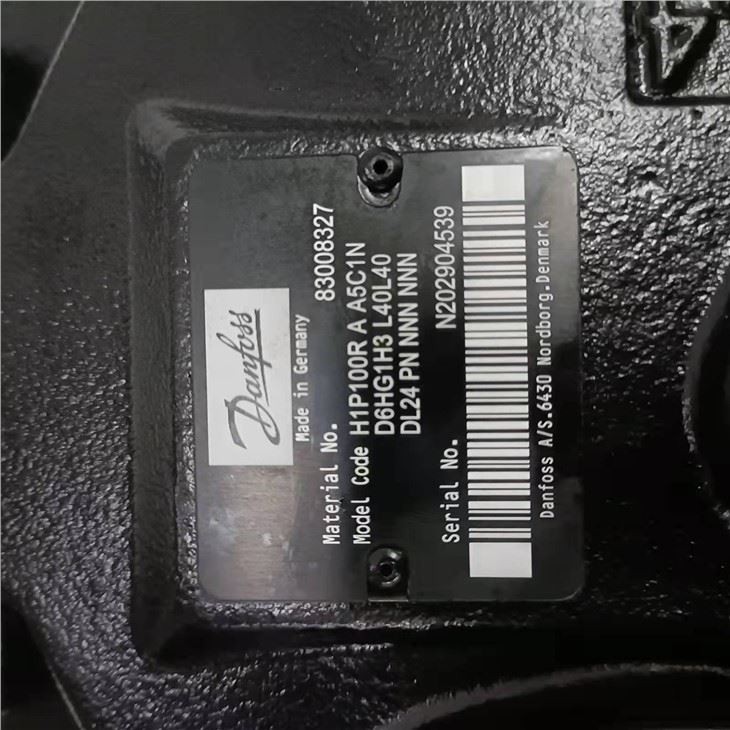 Danfoss
Made in Germany
Material No. 83008327
Model Code H1P100R A A5C1N
D6HG1H3 L40L40
DL24 PN NNN NNN
Serial No. N202904539
Danfoss A/S.6430 Nordborg.Denmark